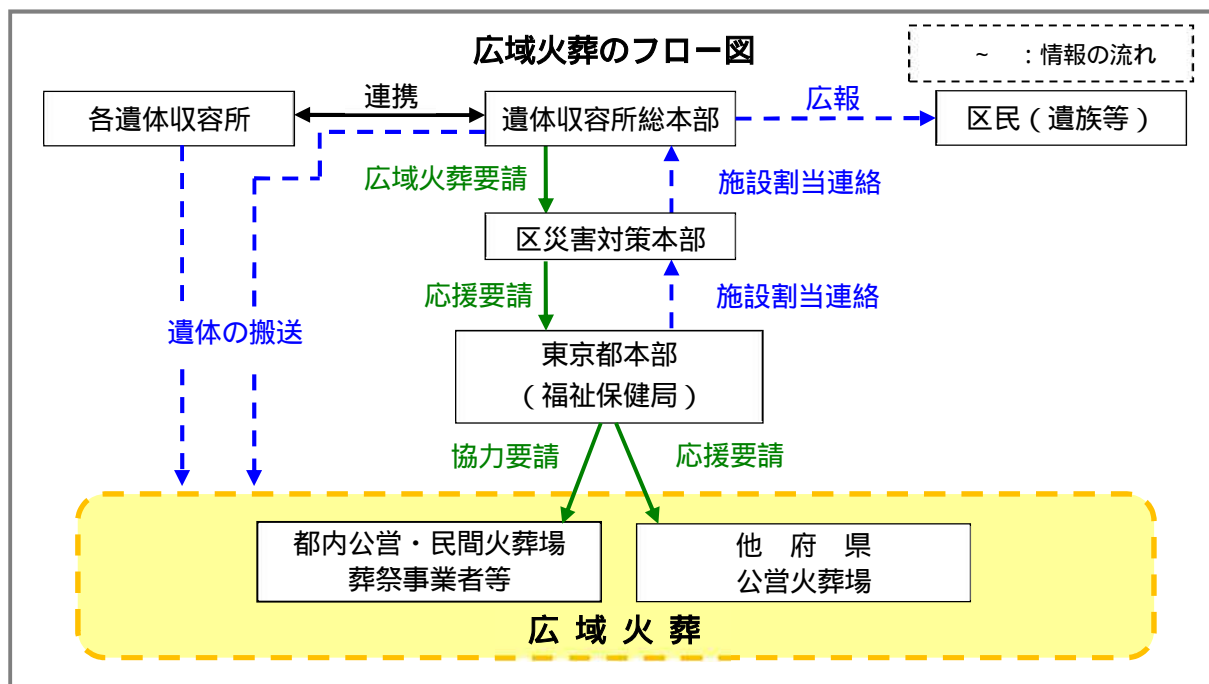 広域火葬のフロー図
~ :情報の流れ
各遺体収容所
連携
遺体収容所総本部
広報
区民(遺族等)
広域火葬要請
施設割当連絡
区災害対策本部
応援要請
施設割当連絡
遺体の搬送
東京都本部
(福祉保健局)
協力要請
応援要請
都内公営・民間火葬場
葬祭事業者等
他 府 県
公営火葬場
広 域 火 葬